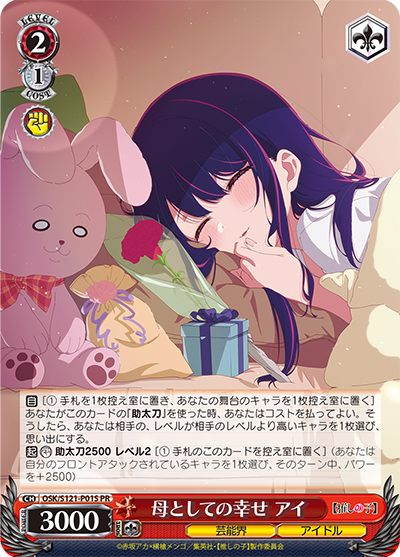 LEVEL
2
1
COST
自 [① 手札を1枚控え室に置き、あなたの舞台のキャラを1枚控え室に置く]
あなたがこのカードの「助太刀」を使った時、あなたはコストを払ってよい。そ
うしたら、あなたは相手の、レベルが相手のレベルより高いキャラを1枚選び、
思い出にする。
起 助太刀2500 レベル2 [① 手札のこのカードを控え室に置く] (あなたは
自分のフロントアタックされているキャラを1枚選び、そのターン中、パワー
を+2500)
CH OSK/S121-P01S PR
3000
母としての幸せ アイ
【推しの子】
芸能界
アイドル
©赤坂アカ×横槍メンゴ／集英社・【推しの子】製作委員会